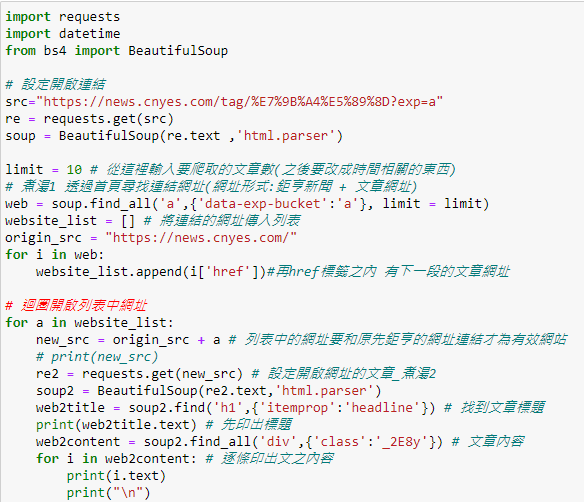 import requests
import datetime
from bs4 import BeautifulSoup

# 設定開啟連結
src="https://news.cnyes.com/tag/%E7%9B%A4%E5%89%8D?exp=a"
re = requests.get(src)
soup = BeautifulSoup(re.text ,'html.parser')

limit = 10 # 從這裡輸入要爬取的文章數(之後要改成時間相關的東西)
# 煮湯1 透過首頁尋找連結網址(網址形式:鉅亨新聞 + 文章網址)
web = soup.find_all('a',{'data-exp-bucket':'a'}, limit = limit)
website_list = [] # 將連結的網址傳入列表
origin_src = "https://news.cnyes.com/"
for i in web:
    website_list.append(i['href'])#再href標籤之內 有下一段的文章網址

# 迴圈開啟列表中網址
for a in website_list:
    new_src = origin_src + a # 列表中的網址要和原先鉅亨的網址連結才為有效網站
    # print(new_src)
    re2 = requests.get(new_src) # 設定開啟網址的文章_煮湯2
    soup2 = BeautifulSoup(re2.text,'html.parser')
    web2title = soup2.find('h1',{'itemprop':'headline'}) # 找到文章標題
    print(web2title.text) # 先印出標題
    web2content = soup2.find_all('div',{'class':'_2E8y'}) # 文章內容
    for i in web2content: # 逐條印出文之內容
        print(i.text)
        print("\n")